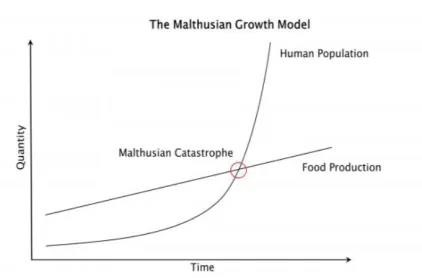 The Malthusian Growth Model
Human Population
Malthusian Catastrophe
Food Production
Quantity
Time